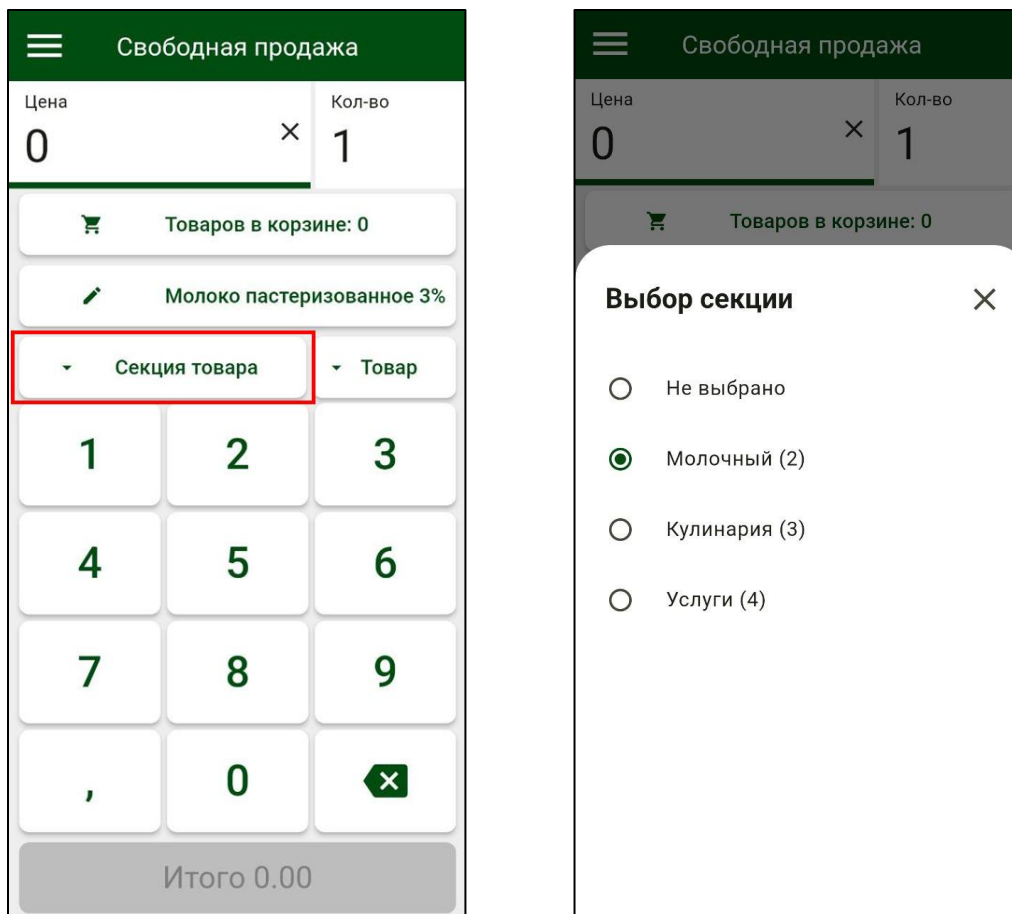 Свободная продажа
Цена
Кол-во
0
1
Товаров в корзине: 0
Молоко пастеризованное 3%
Секция товара
Товар
1
2
3
4
5
6
7
8
9
,
0
Итого 0.00
Свободная продажа
Цена
Кол-во
0
1
Товаров в корзине: 0
Выбор секции
Не выбрано
Молочный (2)
Кулинария (3)
Услуги (4)